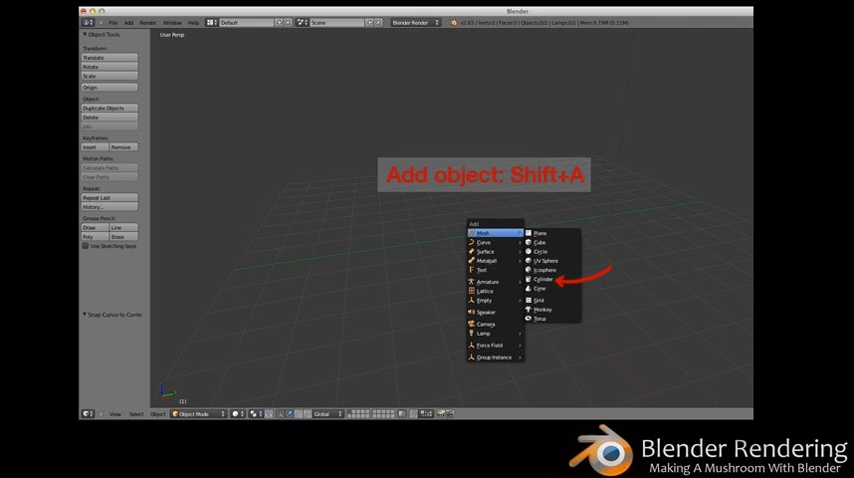 Blender
File Add Render Window Help Default Scene Blender Render
Object Tools
User Persp
Transform:
Translate
Rotate
Scale
Origin
Object:
Duplicate Objects
Delete
Join
Keyframes:
Insert Remove
Motion Paths:
Calculate Paths
Clear Paths
Repeat:
Repeat Last
History...
Grease Pencil:
Draw Line
Poly Erase
Use Sketching Sessi
Snap Cursor to Cente
Add object: Shift+A
Add
Mesh
Curve
Surface
Metaball
Text
Armature
Lattice
Empty
Speaker
Camera
Lamp
Force Field
Group Instance
Plane
Cube
Circle
UV Sphere
Icosphere
Cylinder
Cone
Grid
Monkey
Torus
(1)
View Select Object Object Mode Global
Blender Rendering
Making A Mushroom With Blender